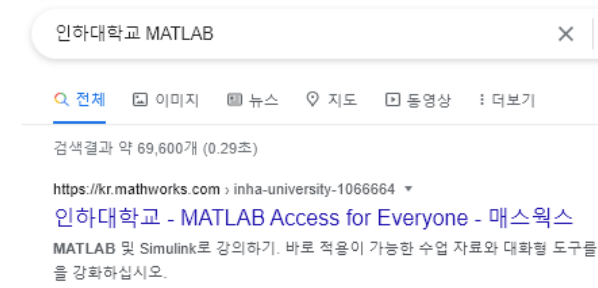 인하대학교 MATLAB
전체 이미지 뉴스 지도 동영상 더보기
검색결과 약 69,600개 (0.29초)
https://kr.mathworks.com › inha-university-1066664
인하대학교 - MATLAB Access for Everyone - 매스웍스
MATLAB 및 Simulink로 강의하기. 바로 적용이 가능한 수업 자료와 대화형 도구를
을 강화하십시오.